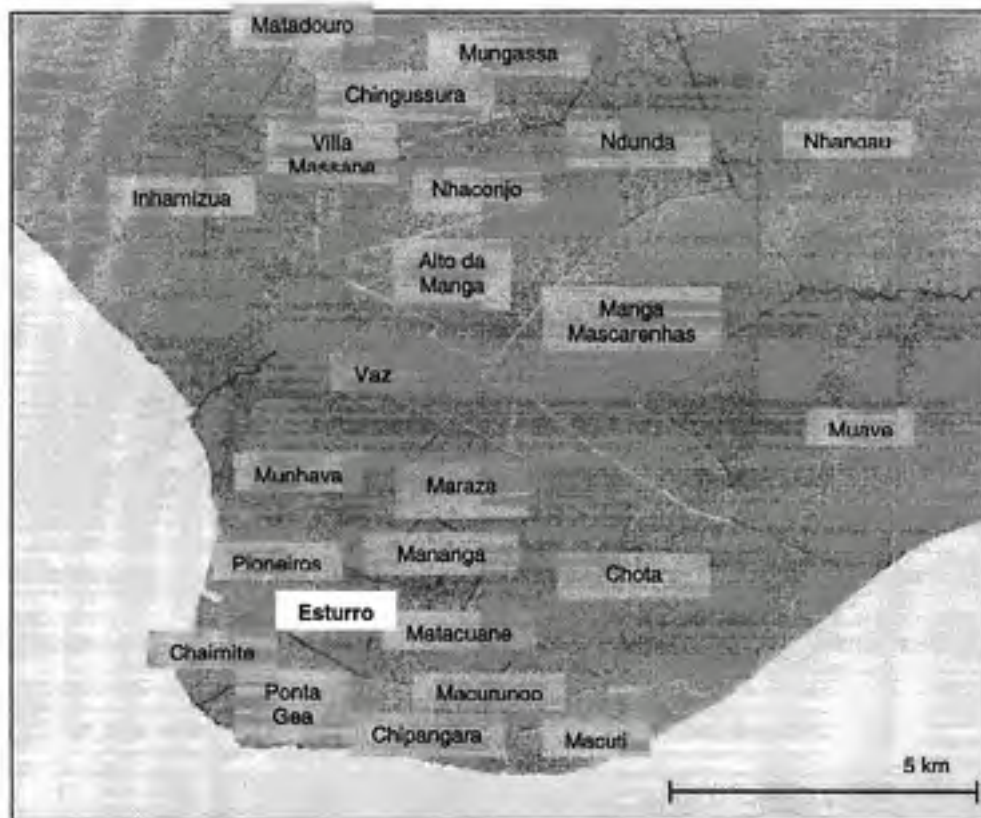 Matadouro
Mungassa
Chingussura
Villa
Massana
Ndunda
Nhangau
Nhaconjo
Inhamizua
Alto da
Manga
Manga
Mascarenhas
Vaz
Muave
Munhava
Maraza
Mananga
Pioneiros
Chota
Esturro
Matacuane
Chaimite
Ponta
Gea
Macurungo
Chipangara
Macuti
5 km